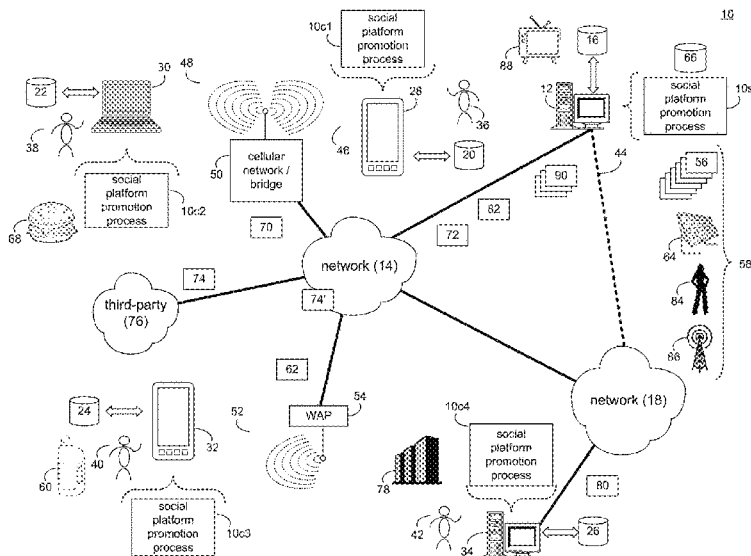 10
10c1
social
platform
promotion
process
88
16
66
12
social
platform
promotion
process
10s
22
30
48
28
36
38
50
cellular
network /
bridge
46
20
44
social
platform
promotion
process
10c2
68
90
56
70
72
62
64
58
network (14)
84
74
74'
third-party
(76)
86
62
network (18)
WAP
54
24
52
32
10c4
social
platform
promotion
process
60
40
78
80
social
platform
promotion
process
10c3
42
34
26